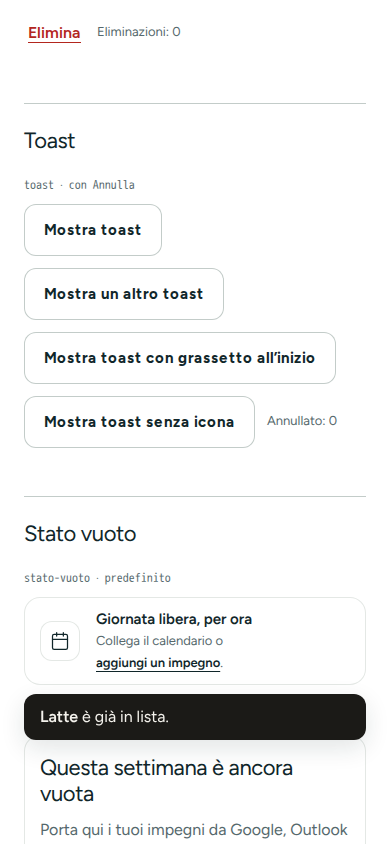 Elimina Eliminazioni: 0
Toast
toast · con Annulla
Mostra toast
Mostra un altro toast
Mostra toast con grassetto all’inizio
Mostra toast senza icona Annullato: 0
Stato vuoto
stato-vuoto · predefinito
Giornata libera, per ora
Collega il calendario o
aggiungi un impegno.
Latte è già in lista.
Questa settimana è ancora
vuota
Porta qui i tuoi impegni da Google, Outlook